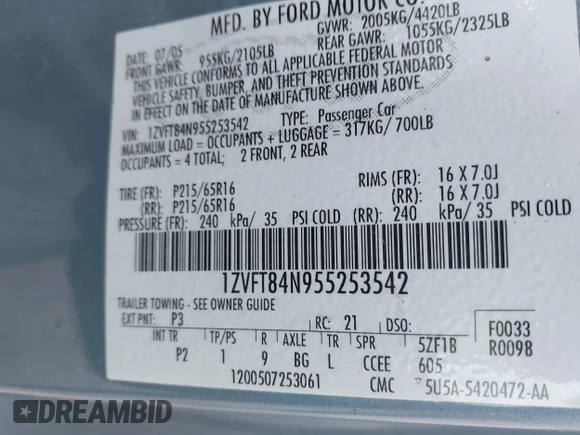 MFD. BY FORD MOTOR CO.
DATE: 07/05 GVWR: 2005KG/4420LB
FRONT GAWR: 955KG/2105LB REAR GAWR: 1055KG/2325LB
THIS VEHICLE CONFORMS TO ALL APPLICABLE FEDERAL MOTOR
VEHICLE SAFETY, BUMPER, AND THEFT PREVENTION STANDARDS
IN EFFECT ON THE DATE OF MANUFACTURE SHOWN ABOVE.
VIN: 1ZVFT84N955253542 TYPE: Passenger Car
MAXIMUM LOAD = OCCUPANTS + LUGGAGE = 317KG/700LB
OCCUPANTS = 4 TOTAL; 2 FRONT, 2 REAR
TIRE (FR): P215/65R16 RIMS (FR): 16 X 7.0J
(RR): P215/65R16 (RR): 16 X 7.0J
PRESSURE (FR): 240 kPa/ 35 PSI COLD (RR): 240 kPa/ 35 PSI COLD
1ZVFT84N955253542
TRAILER TOWING - SEE OWNER GUIDE
EXT PNT: P3 RC: 21 DSO: F0033
INT TR TP/PS R AXLE TR SPR 5ZF1B R0098
P2 1 9 BG L CCEE 605
1200507253061 CMC 5U5A-5420472-AA
DREAMBID